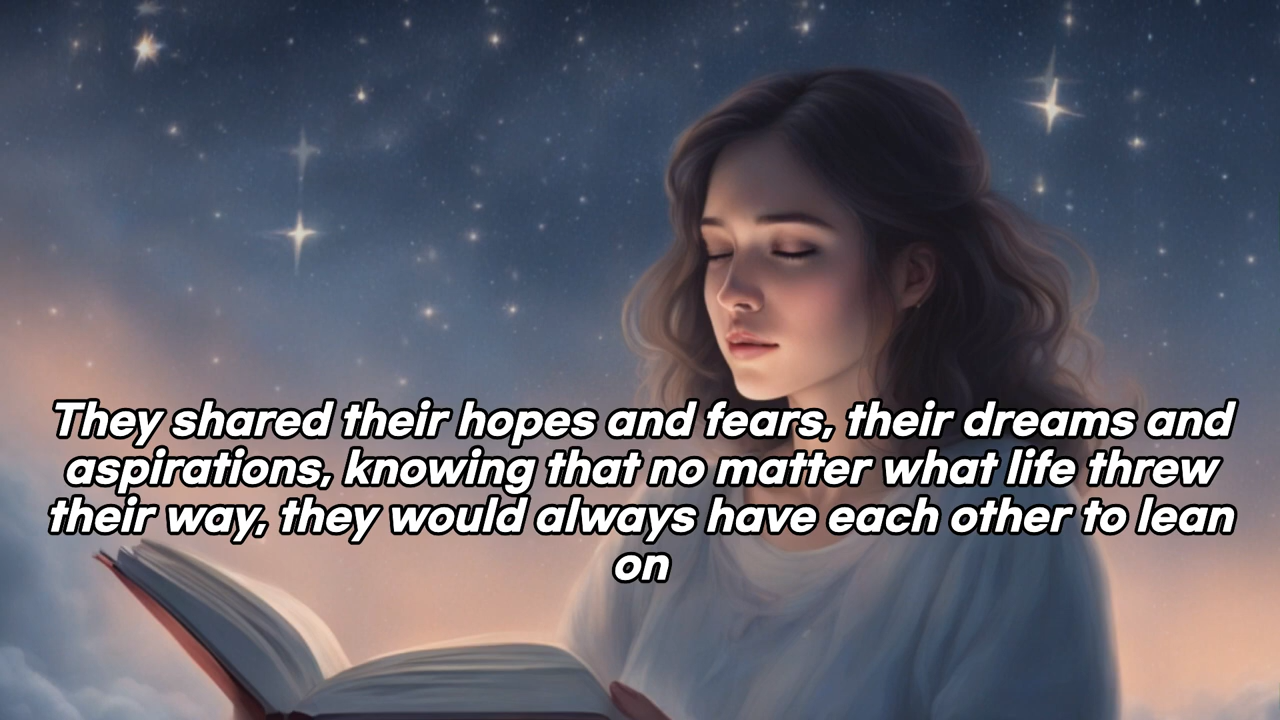 They shared their hopes and fears, their dreams and
aspirations, knowing that no matter what life threw
their way, they would always have each other to lean
on